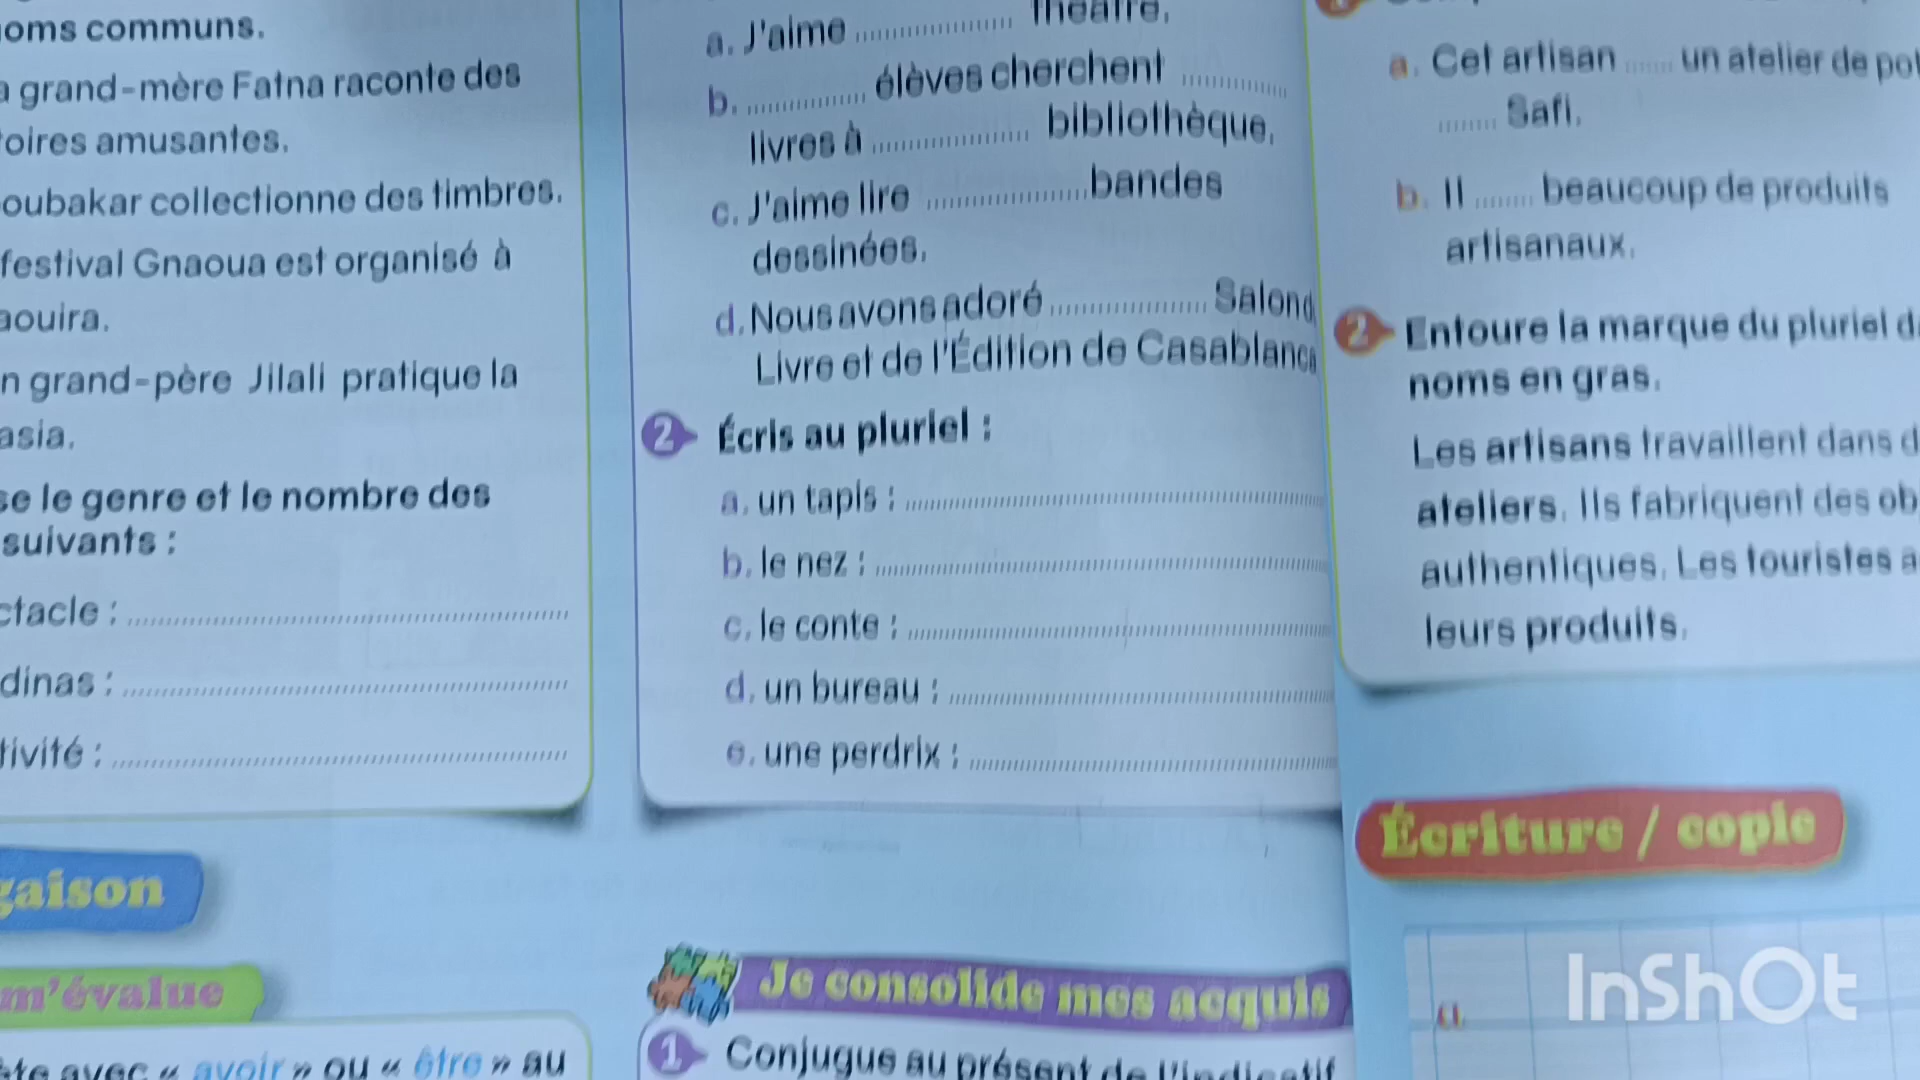 noms communs.
a grand-mère Fatna raconte des
toires amusantes.
oubakar collectionne des timbres.
festival Gnaoua est organisé à
aouira.
n grand-père Jilali pratique la
asia.
se le genre et le nombre des
suivants :
ctacle :
dinas :
tivité :
gaison
m'évalue
ète avec « avoir » ou « être » au
a. J'aime .................... théâtre.
b. .................... élèves cherchent ....................
livres à .................... bibliothèque.
c. J'aime lire .................... bandes
dessinées.
d. Nous avons adoré .................... Salon d
Livre et de l'Édition de Casablanca
2 Écris au pluriel :
a. un tapis :
b. le nez :
c. le conte :
d. un bureau :
e. une perdrix :
Je consolide mes acquis
1 Conjugue au présent de l'indicatif
a. Cet artisan ...... un atelier de pot
....... Safi.
b. Il ....... beaucoup de produits
artisanaux.
2 Entoure la marque du pluriel d
noms en gras.
Les artisans travaillent dans d
ateliers. Ils fabriquent des ob
authentiques. Les touristes a
leurs produits.
Écriture / copie
a.
InShOt